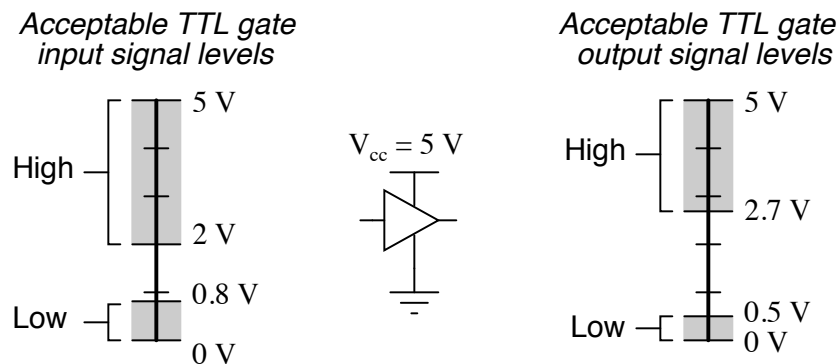 Acceptable TTL gate
input signal levels
5 V
High
2 V
0.8 V
Low
0 V
Vcc = 5 V
Acceptable TTL gate
output signal levels
5 V
High
2.7 V
0.5 V
Low
0 V